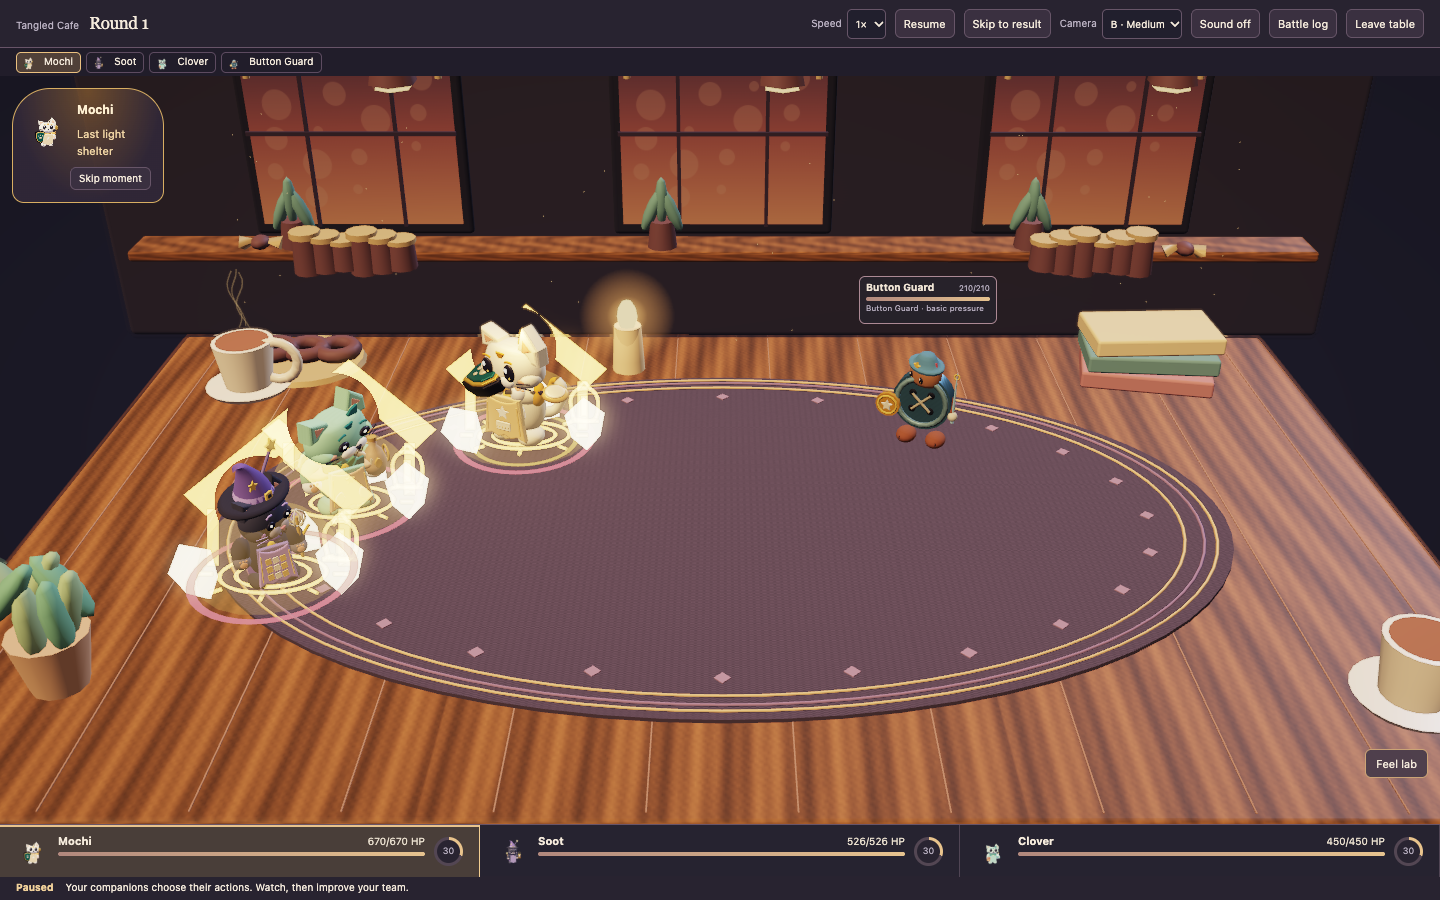 Tangled Cafe Round 1
Speed 1x Resume Skip to result Camera B · Medium Sound off Battle log Leave table
Mochi Soot Clover Button Guard
Mochi
Last light
shelter
Skip moment
Button Guard 210/210
Button Guard · basic pressure
Feel lab
Mochi 670/670 HP 30
Soot 526/526 HP 30
Clover 450/450 HP 30
Paused Your companions choose their actions. Watch, then improve your team.